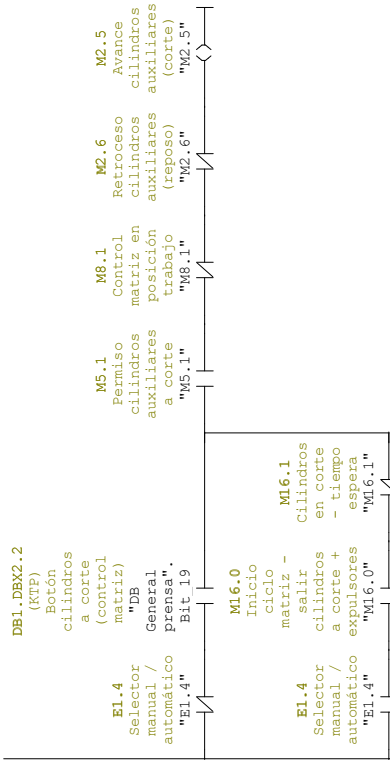 DB1.DBX2.2
(KTP)
Botón
cilindros
a corte
(control
matriz)
"DB
General
prensa".
Bit_19
E1.4
Selector
manual /
automático
"E1.4"
M5.1
Permiso
cilindros
auxiliares
a corte
"M5.1"
M8.1
Control
matriz en
posición
trabajo
"M8.1"
M2.6
Retroceso
cilindros
auxiliares
(reposo)
"M2.6"
M2.5
Avance
cilindros
auxiliares
(corte)
"M2.5"
E1.4
Selector
manual /
automático
"E1.4"
M16.0
Inicio
ciclo
matriz -
salir
cilindros
a corte +
expulsores
"M16.0"
M16.1
Cilindros
en corte
- tiempo
espera
"M16.1"